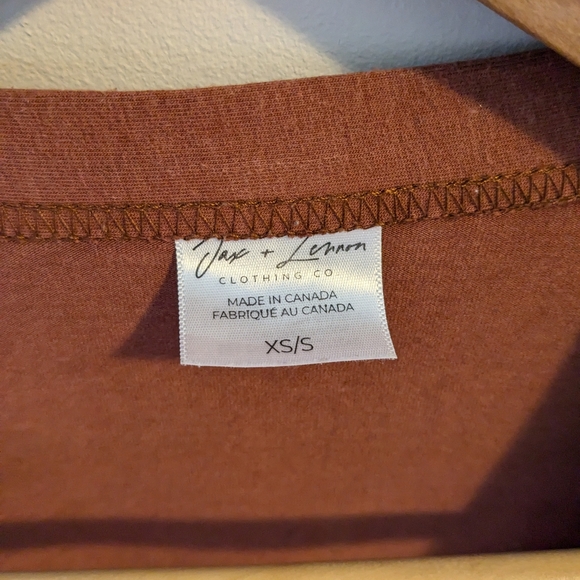 Jax + Lennon
CLOTHING CO
MADE IN CANADA
FABRIQUÉ AU CANADA
XS/S